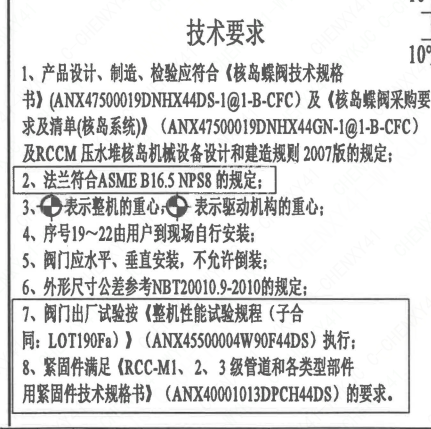 10°
技术要求
1、产品设计、制造、检验应符合《核岛蝶阀技术规格
书》(ANX47500019DNHX44DS-1@1-B-CFC)及《核岛蝶阀采购要
求及清单(核岛系统)》(ANX47500019DNHX44GN-1@1-B-CFC)
及RCCM 压水堆核岛机械设备设计和建造规则 2007版的规定;
2、法兰符合ASME B16.5 NPS8 的规定;
3、表示整机的重心, 表示驱动机构的重心;
4、序号19~22由用户到现场自行安装;
5、阀门应水平、垂直安装,不允许倒装;
6、外形尺寸公差参考NBT20010.9-2010的规定;
7、阀门出厂试验按《整机性能试验规程(子合
同:LOT190Fa)》(ANX45500004W90F44DS)执行;
8、紧固件满足《RCC-M1、2、3 级管道和各类型部件
用紧固件技术规格书》(ANX40001013DPCH44DS)的要求。